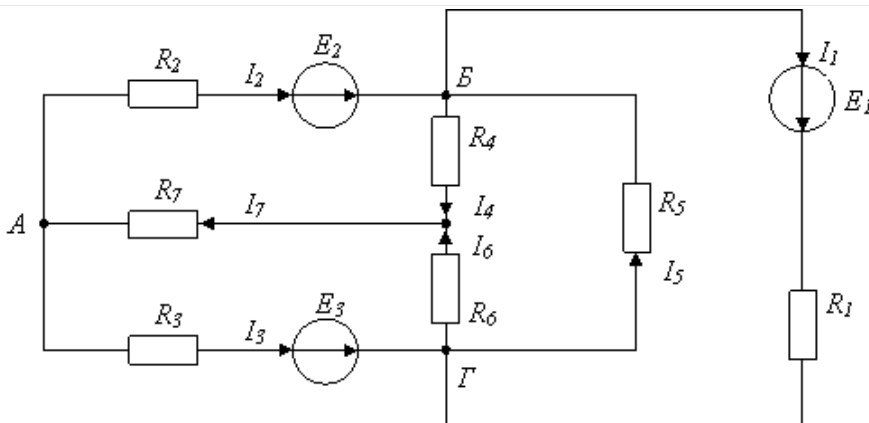 R2 I2 E2 Б I1
E1
R4
A R7 I7 I4 R5
I6 I5
R3 I3 E3 R6 R1
Г